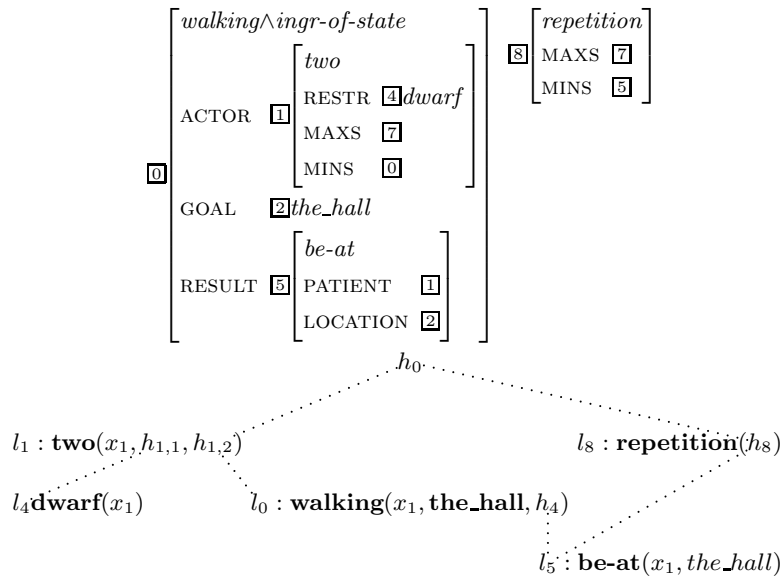 walking∧ingr-of-state
ACTOR 1 two
RESTR 4 dwarf
MAXS 7
MINS 0
0
GOAL 2 the_hall
RESULT 5 be-at
PATIENT 1
LOCATION 2
8 repetition
MAXS 7
MINS 5
h0
l1 : two(x1, h1,1, h1,2)
l8 : repetition(h8)
l4dwarf(x1)
l0 : walking(x1, the_hall, h4)
l5 : be-at(x1, the_hall)